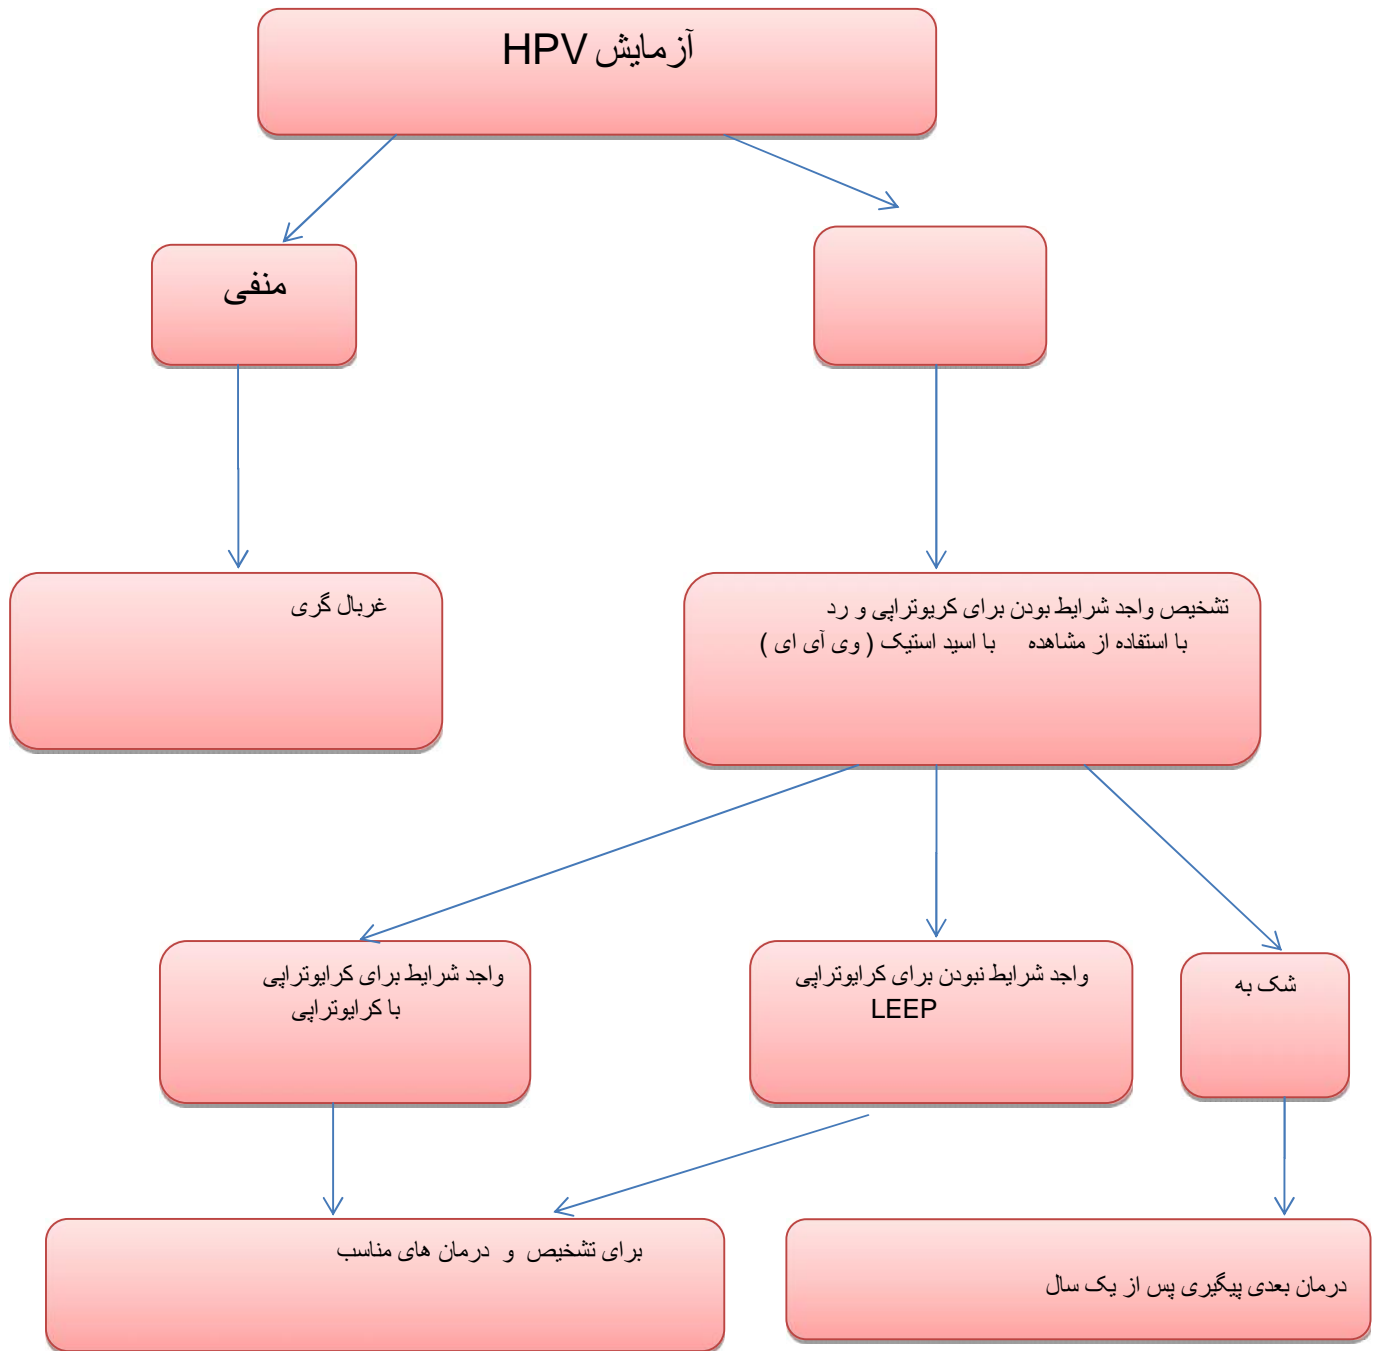 آزمایش HPV
منفی
غربال گری
تشخیص واجد شرایط بودن برای کریوتراپی و رد
با استفاده از مشاهده با اسید استیک ( وی آی ای )
واجد شرایط برای کرایوتراپی
با کرایوتراپی
واجد شرایط نبودن برای کرایوتراپی
LEEP
شک به
برای تشخیص و درمان های مناسب
درمان بعدی پیگیری پس از یک سال